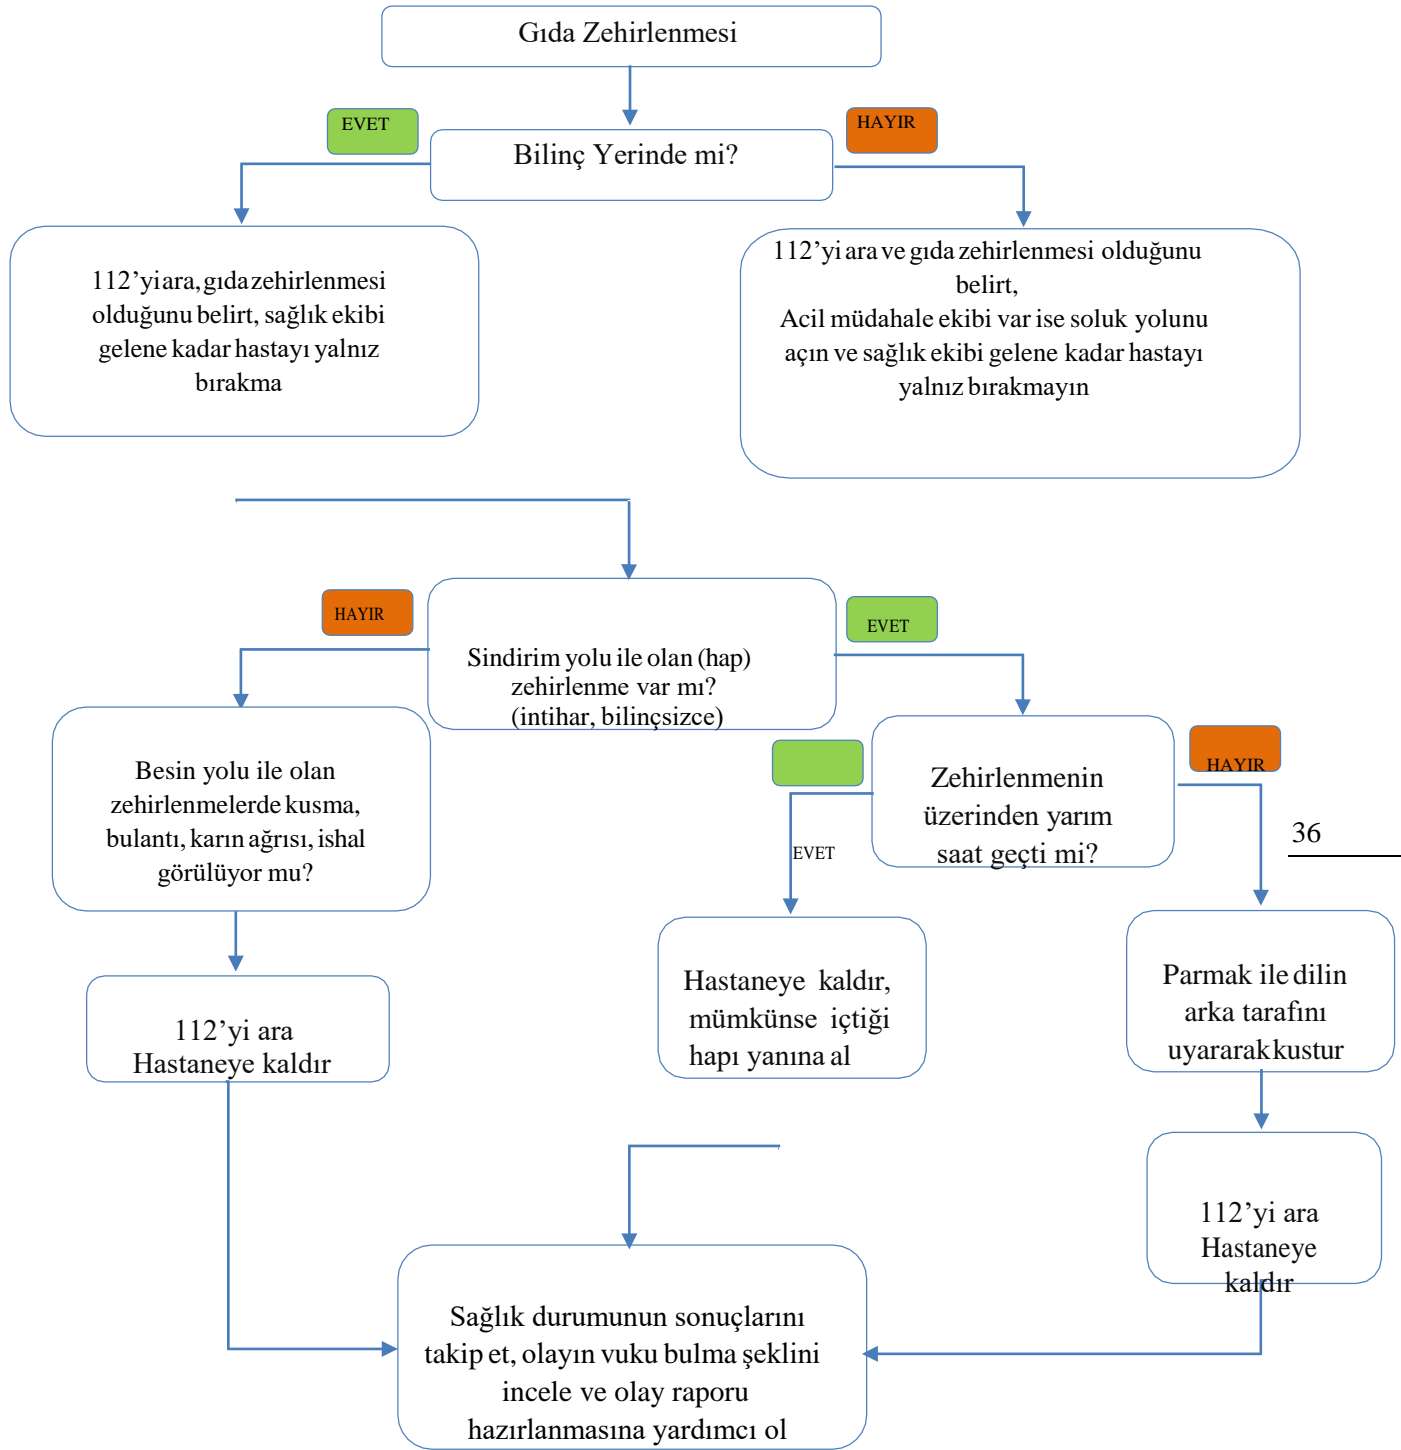 Gıda Zehirlenmesi
EVET
HAYIR
Bilinç Yerinde mi?
112’yi ara, gıda zehirlenmesi
olduğunu belirt, sağlık ekibi
gelene kadar hastayı yalnız
bırakma
112’yi ara ve gıda zehirlenmesi olduğunu
belirt,
Acil müdahale ekibi var ise soluk yolunu
açın ve sağlık ekibi gelene kadar hastayı
yalnız bırakmayın
HAYIR
EVET
Sindirim yolu ile olan (hap)
zehirlenme var mı?
(intihar, bilinçsizce)
Besin yolu ile olan
zehirlenmelerde kusma,
bulantı, karın ağrısı, ishal
görülüyor mu?
HAYIR
Zehirlenmenin
üzerinden yarım
saat geçti mi?
EVET
36
112’yi ara
Hastaneye kaldır
Hastaneye kaldır,
mümkünse içtiği
hapı yanına al
Parmak ile dilin
arka tarafını
uyararak kustur
112’yi ara
Hastaneye
kaldır
Sağlık durumunun sonuçlarını
takip et, olayın vuku bulma şeklini
incele ve olay raporu
hazırlanmasına yardımcı ol